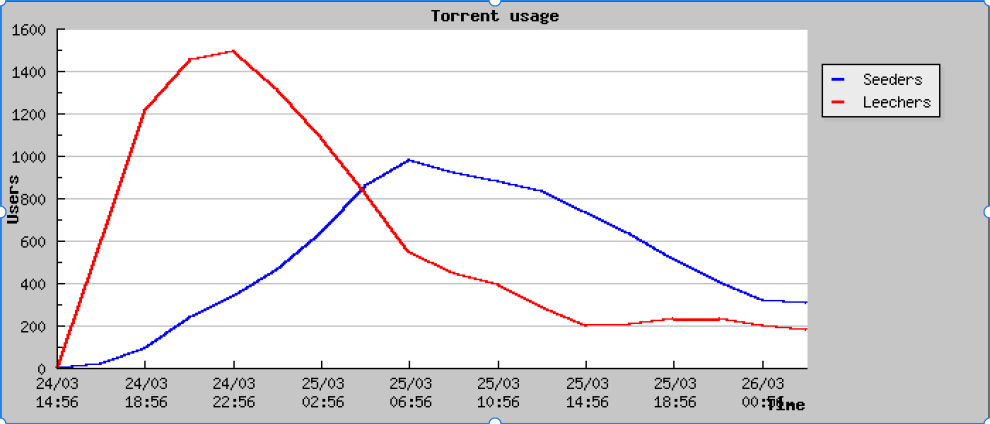 Torrent usage
1600
1400
1200
1000
800
600
400
200
0
Users
24/03 24/03 24/03 25/03 25/03 25/03 25/03 25/03 26/03
14:56 18:56 22:56 02:56 06:56 10:56 14:56 18:56 00:56
Time
Seeders
Leechers